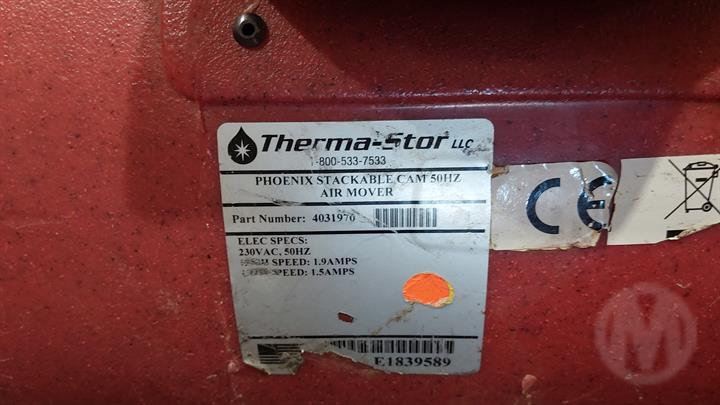 Therma-Stor LLC
1-800-533-7533
PHOENIX STACKABLE CAM 50HZ
AIR MOVER
Part Number: 4031970
ELEC SPECS:
230VAC, 50HZ
SPEED: 1.9AMPS
SPEED: 1.5AMPS
E1839589
CE
M